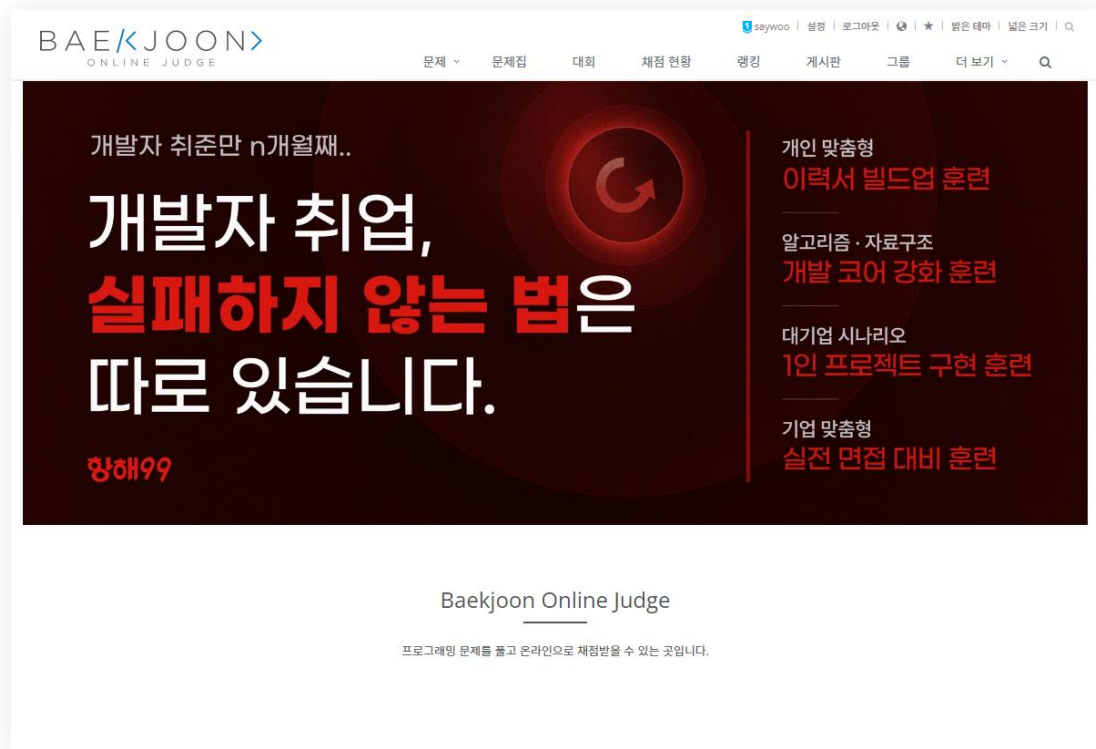 BAEKJOON>
ONLINE JUDGE
1 saywoo | 설정 | 로그아웃 | | ★ | 밝은 테마 | 넓은 크기 |
문제 문제집 대회 채점 현황 랭킹 게시판 그룹 더 보기
개발자 취준만 n개월째..
개발자 취업,
실패하지 않는 법은
따로 있습니다.
항해99
개인 맞춤형
이력서 빌드업 훈련
알고리즘 · 자료구조
개발 코어 강화 훈련
대기업 시나리오
1인 프로젝트 구현 훈련
기업 맞춤형
실전 면접 대비 훈련
Baekjoon Online Judge
프로그래밍 문제를 풀고 온라인으로 채점받을 수 있는 곳입니다.